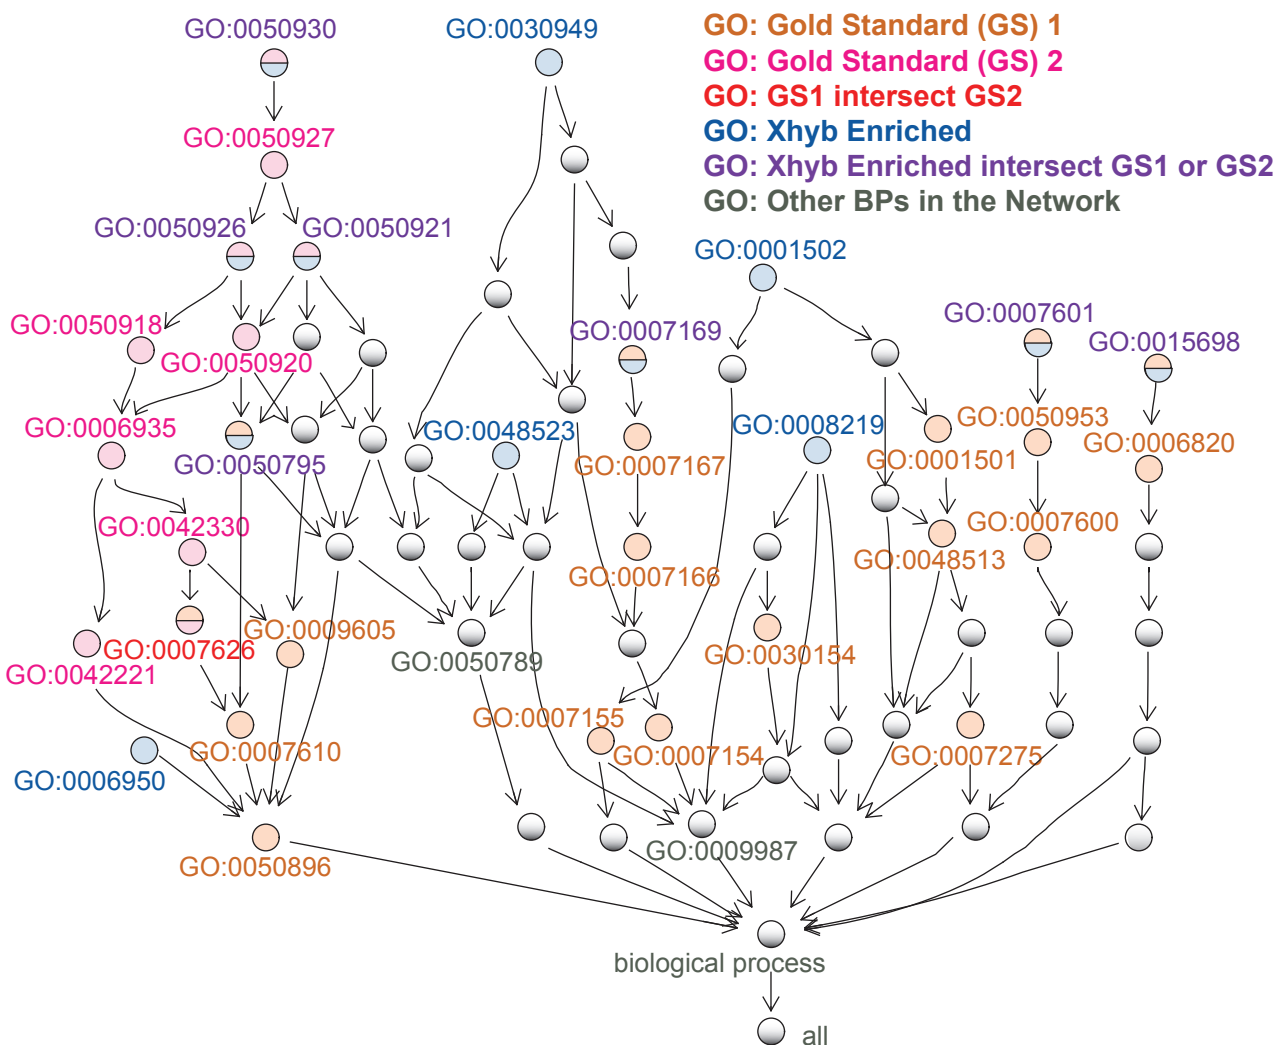 GO:0050930
GO:0030949
GO: Gold Standard (GS) 1
GO: Gold Standard (GS) 2
GO: GS1 intersect GS2
GO: Xhyb Enriched
GO: Xhyb Enriched intersect GS1 or GS2
GO: Other BPs in the Network
GO:0050927
GO:0050926
GO:0050921
GO:0001502
GO:0050918
GO:0050920
GO:0007169
GO:0007601
GO:0015698
GO:0006935
GO:0048523
GO:0008219
GO:0050953
GO:0006820
GO:0050795
GO:0007167
GO:0001501
GO:0042330
GO:0007600
GO:0007166
GO:0048513
GO:0009605
GO:0007626
GO:0042221
GO:0050789
GO:0030154
GO:0007155
GO:0007610
GO:0007154
GO:0007275
GO:0006950
GO:0050896
GO:0009987
biological process
all